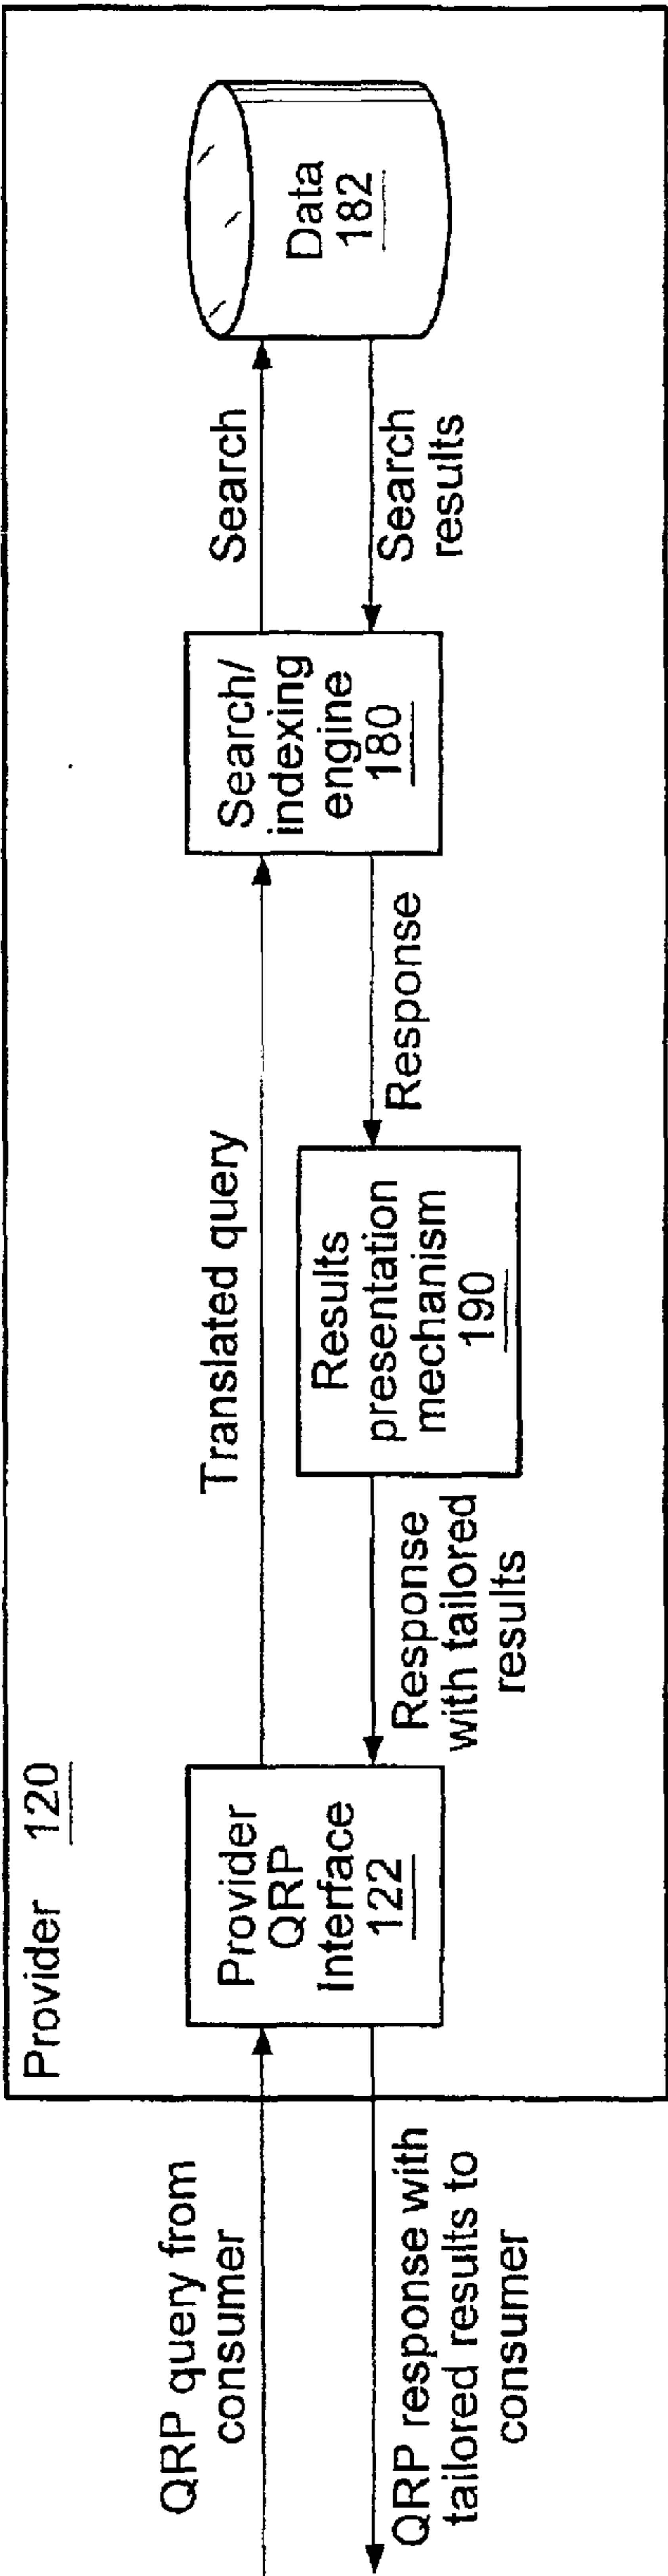 Provider 120
QRP query from
consumer
QRP response with
tailored results to
consumer
Provider
QRP
Interface
122
Translated query
Response
with tailored
results
Results
presentation
mechanism
190
Response
Search/
indexing
engine
180
Search
Search
results
Data
182